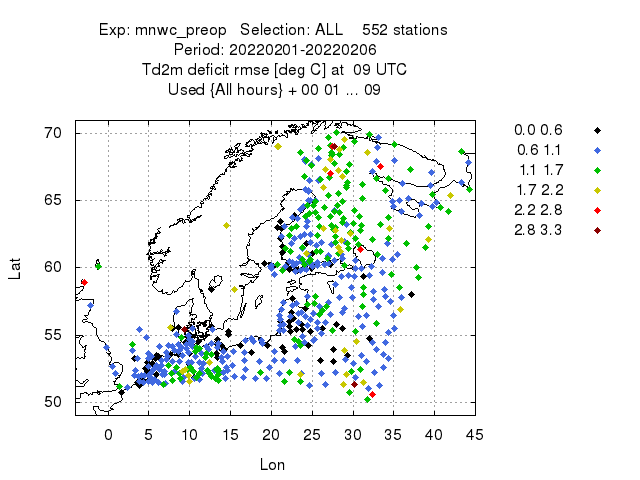 Exp: mnwc_preop Selection: ALL 552 stations
Period: 20220201-20220206
Td2m deficit rmse [deg C] at 09 UTC
Used {All hours} + 00 01 ... 09
70
65
60
55
50
Lat
0 5 10 15 20 25 30 35 40 45
Lon
0.0 0.6
0.6 1.1
1.1 1.7
1.7 2.2
2.2 2.8
2.8 3.3